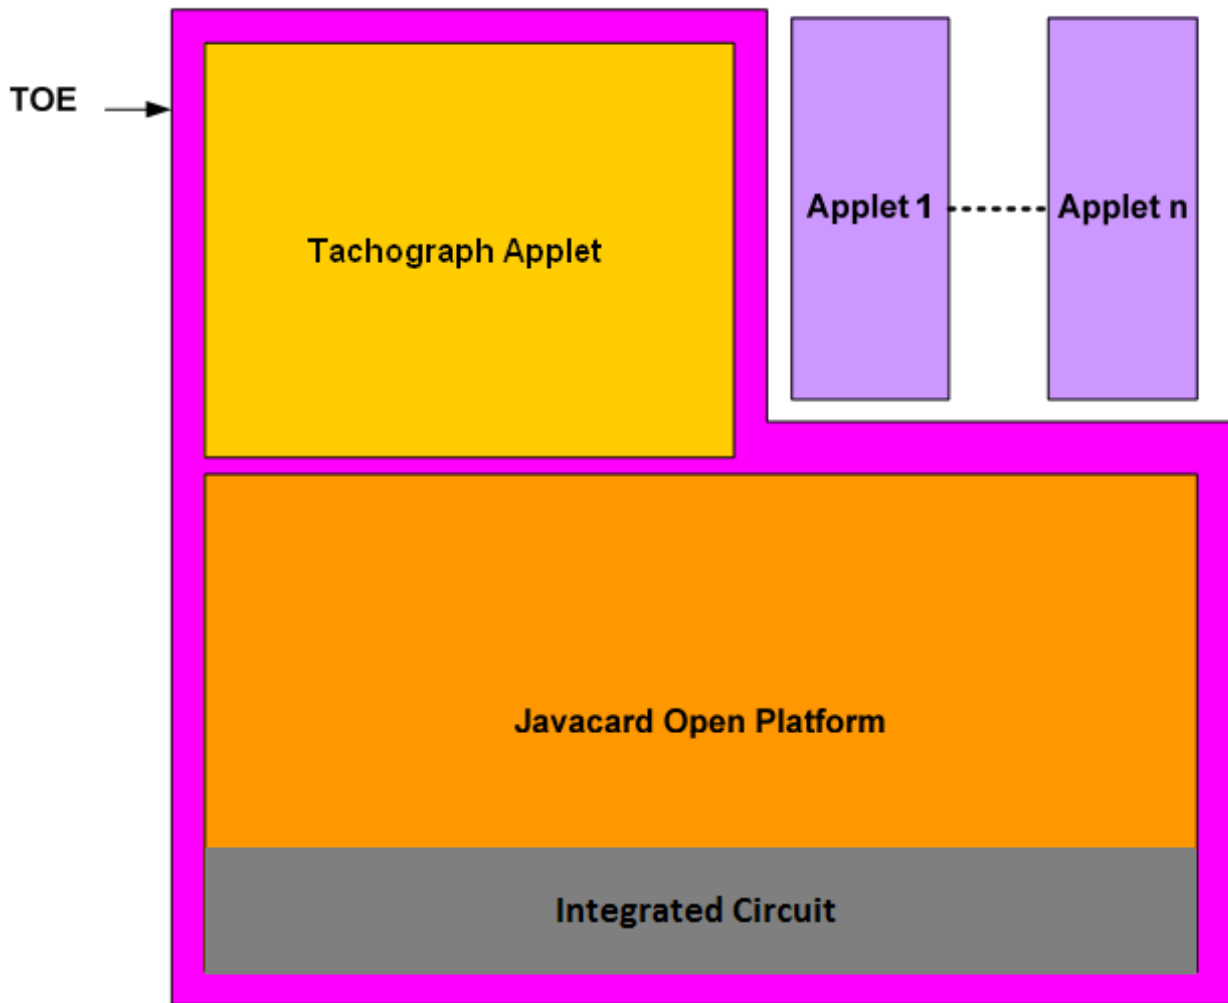 TOE
Tachograph Applet
Applet 1
Applet n
Javacard Open Platform
Integrated Circuit